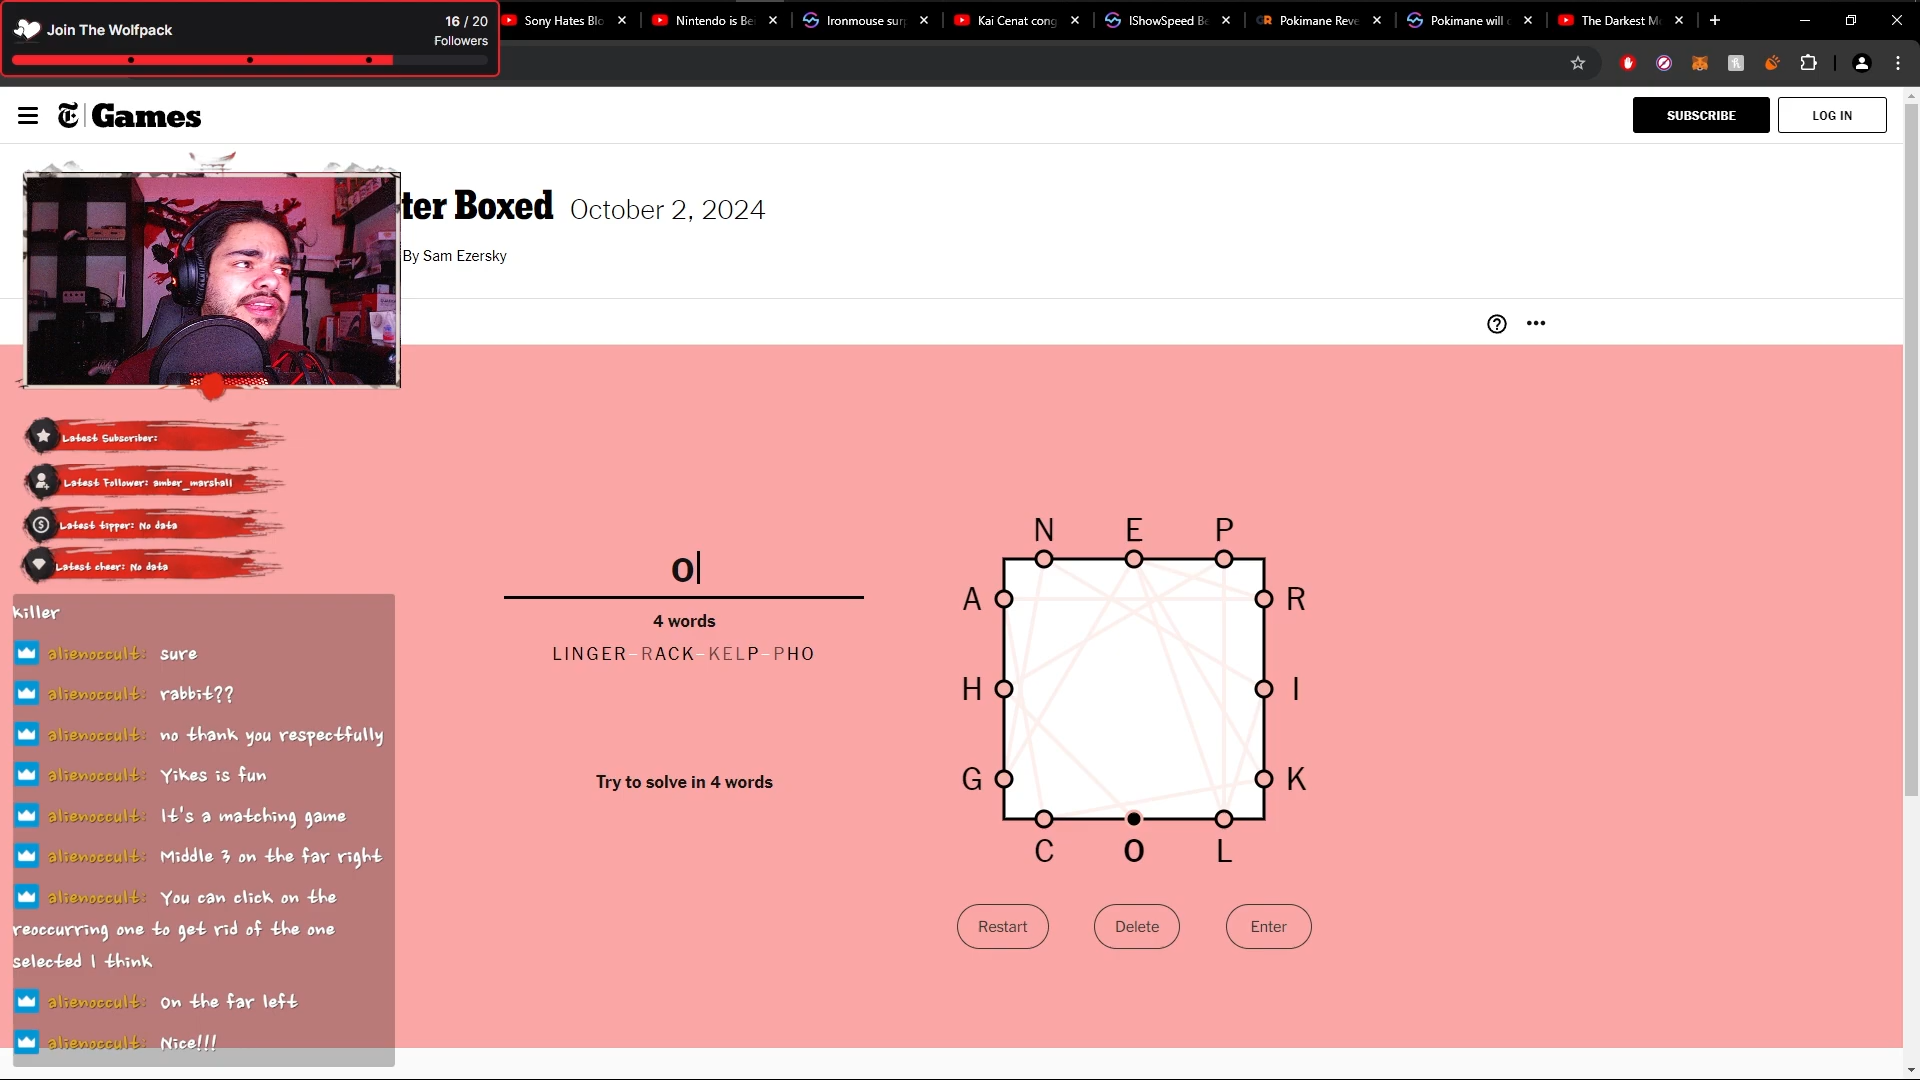 Join The Wolfpack
16 / 20
Followers
Sony Hates Blo
Nintendo is Bei
Ironmouse sur
Kai Cenat cong
IShowSpeed Be
Pokimane Reve
Pokimane will
The Darkest M
Games
SUBSCRIBE
LOG IN
ter Boxed October 2, 2024
By Sam Ezersky
Latest Subscriber:
Latest Follower: amber_marshall
Latest tipper: No data
Latest cheer: No data
O
4 words
LINGER-RACK-KELP-PHO
Try to solve in 4 words
N E P
A R
H I
G K
C O L
Restart
Delete
Enter
killer
alienoccult: sure
alienoccult: rabbit??
alienoccult: no thank you respectfully
alienoccult: Yikes is fun
alienoccult: It's a matching game
alienoccult: Middle 3 on the far right
alienoccult: You can click on the
reoccurring one to get rid of the one
selected I think
alienoccult: On the far left
alienoccult: Nice!!!